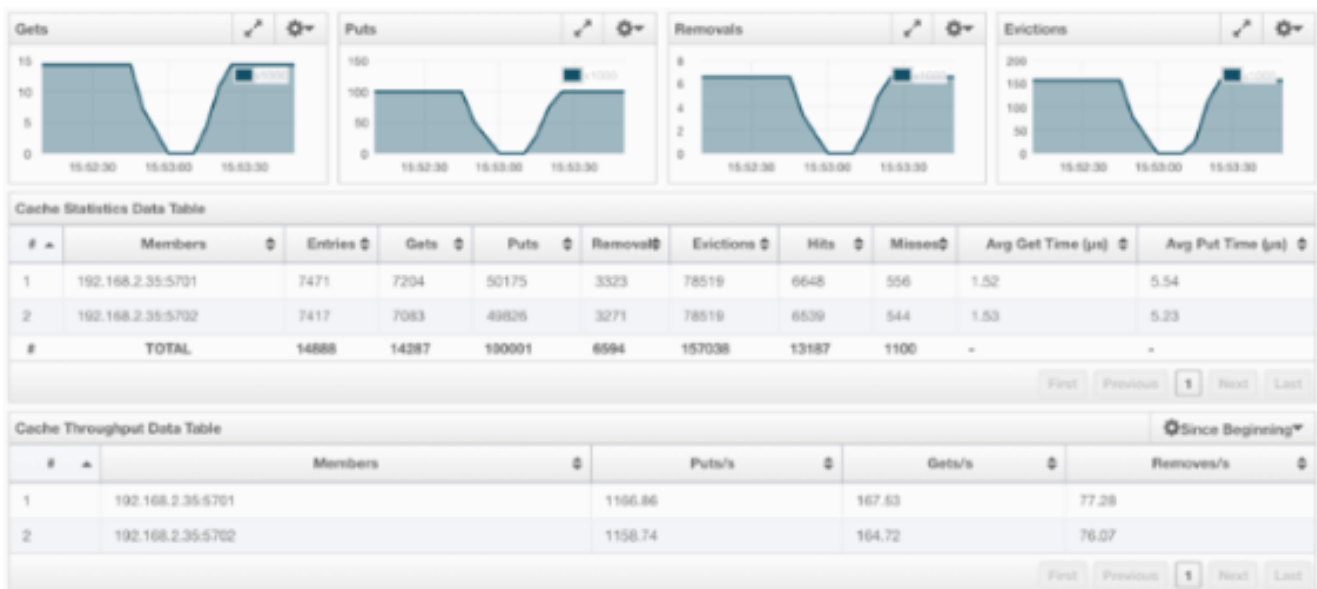 Gets Puts Removals Evictions
15 150 8 200
x1000 x1000 x1000 x1000
10 100 6 150
5 50 4 100
0 0 2 50
0 0
15:52:30 15:53:00 15:53:30 15:52:30 15:53:00 15:53:30 15:52:30 15:53:00 15:53:30 15:52:30 15:53:00 15:53:30
Cache Statistics Data Table
# Members Entries Gets Puts Removal Evictions Hits Misses Avg Get Time (µs) Avg Put Time (µs)
1 192.168.2.35:5701 7471 7204 50175 3323 78519 6648 556 1.52 5.54
2 192.168.2.35:5702 7417 7083 49826 3271 78519 6539 544 1.53 5.23
# TOTAL 14888 14287 100001 6594 157038 13187 1100 - -
First Previous 1 Next Last
Cache Throughput Data Table Since Beginning
# Members Puts/s Gets/s Removes/s
1 192.168.2.35:5701 1166.86 167.53 77.28
2 192.168.2.35:5702 1158.74 164.72 76.07
First Previous 1 Next Last